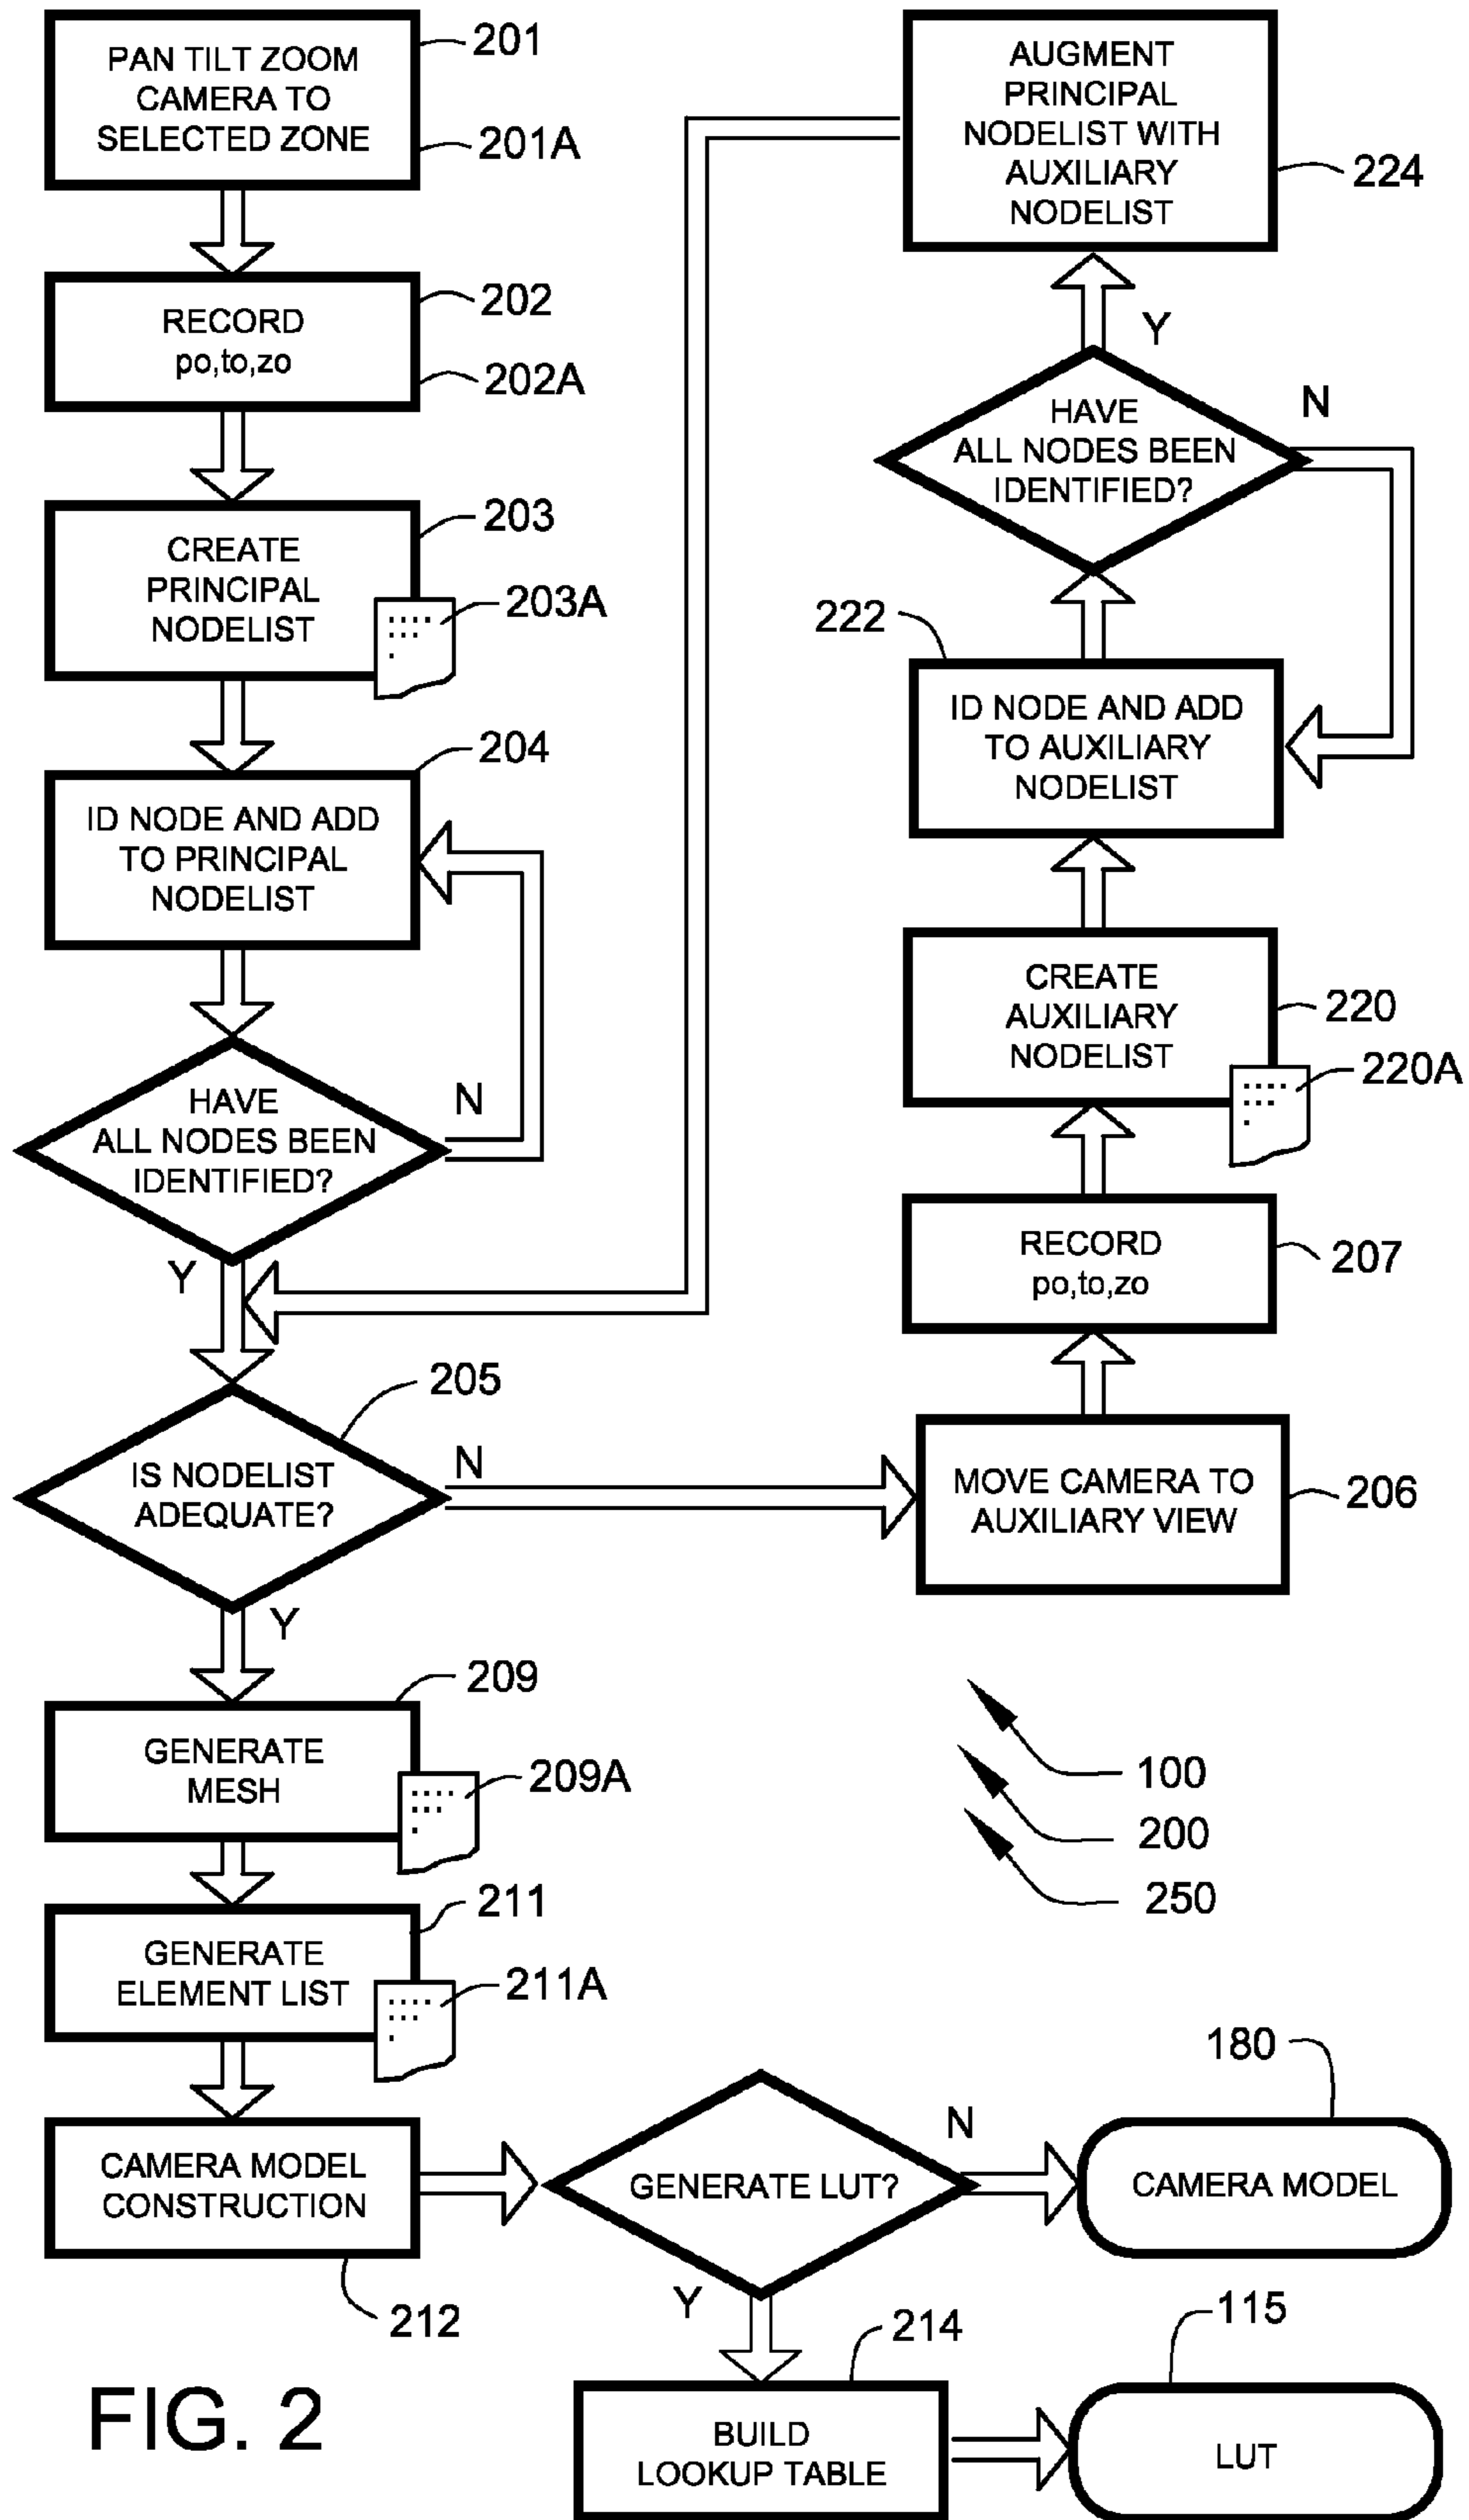 PAN TILT ZOOM
CAMERA TO
SELECTED ZONE
201
201A
RECORD
po,to,zo
202
202A
CREATE
PRINCIPAL
NODELIST
203
203A
ID NODE AND ADD
TO PRINCIPAL
NODELIST
204
HAVE
ALL NODES BEEN
IDENTIFIED?
N
Y
IS NODELIST
ADEQUATE?
205
N
Y
GENERATE
MESH
209
209A
GENERATE
ELEMENT LIST
211
211A
CAMERA MODEL
CONSTRUCTION
212
AUGMENT
PRINCIPAL
NODELIST WITH
AUXILIARY
NODELIST
224
Y
HAVE
ALL NODES BEEN
IDENTIFIED?
N
222
ID NODE AND ADD
TO AUXILIARY
NODELIST
CREATE
AUXILIARY
NODELIST
220
220A
RECORD
po,to,zo
207
MOVE CAMERA TO
AUXILIARY VIEW
206
100
200
250
GENERATE LUT?
N
Y
180
CAMERA MODEL
214
BUILD
LOOKUP TABLE
115
LUT
FIG. 2